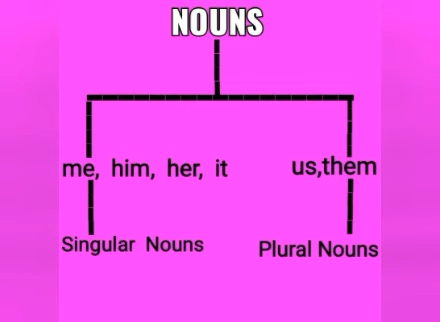 NOUNS
me, him, her, it
us,them
Singular Nouns
Plural Nouns